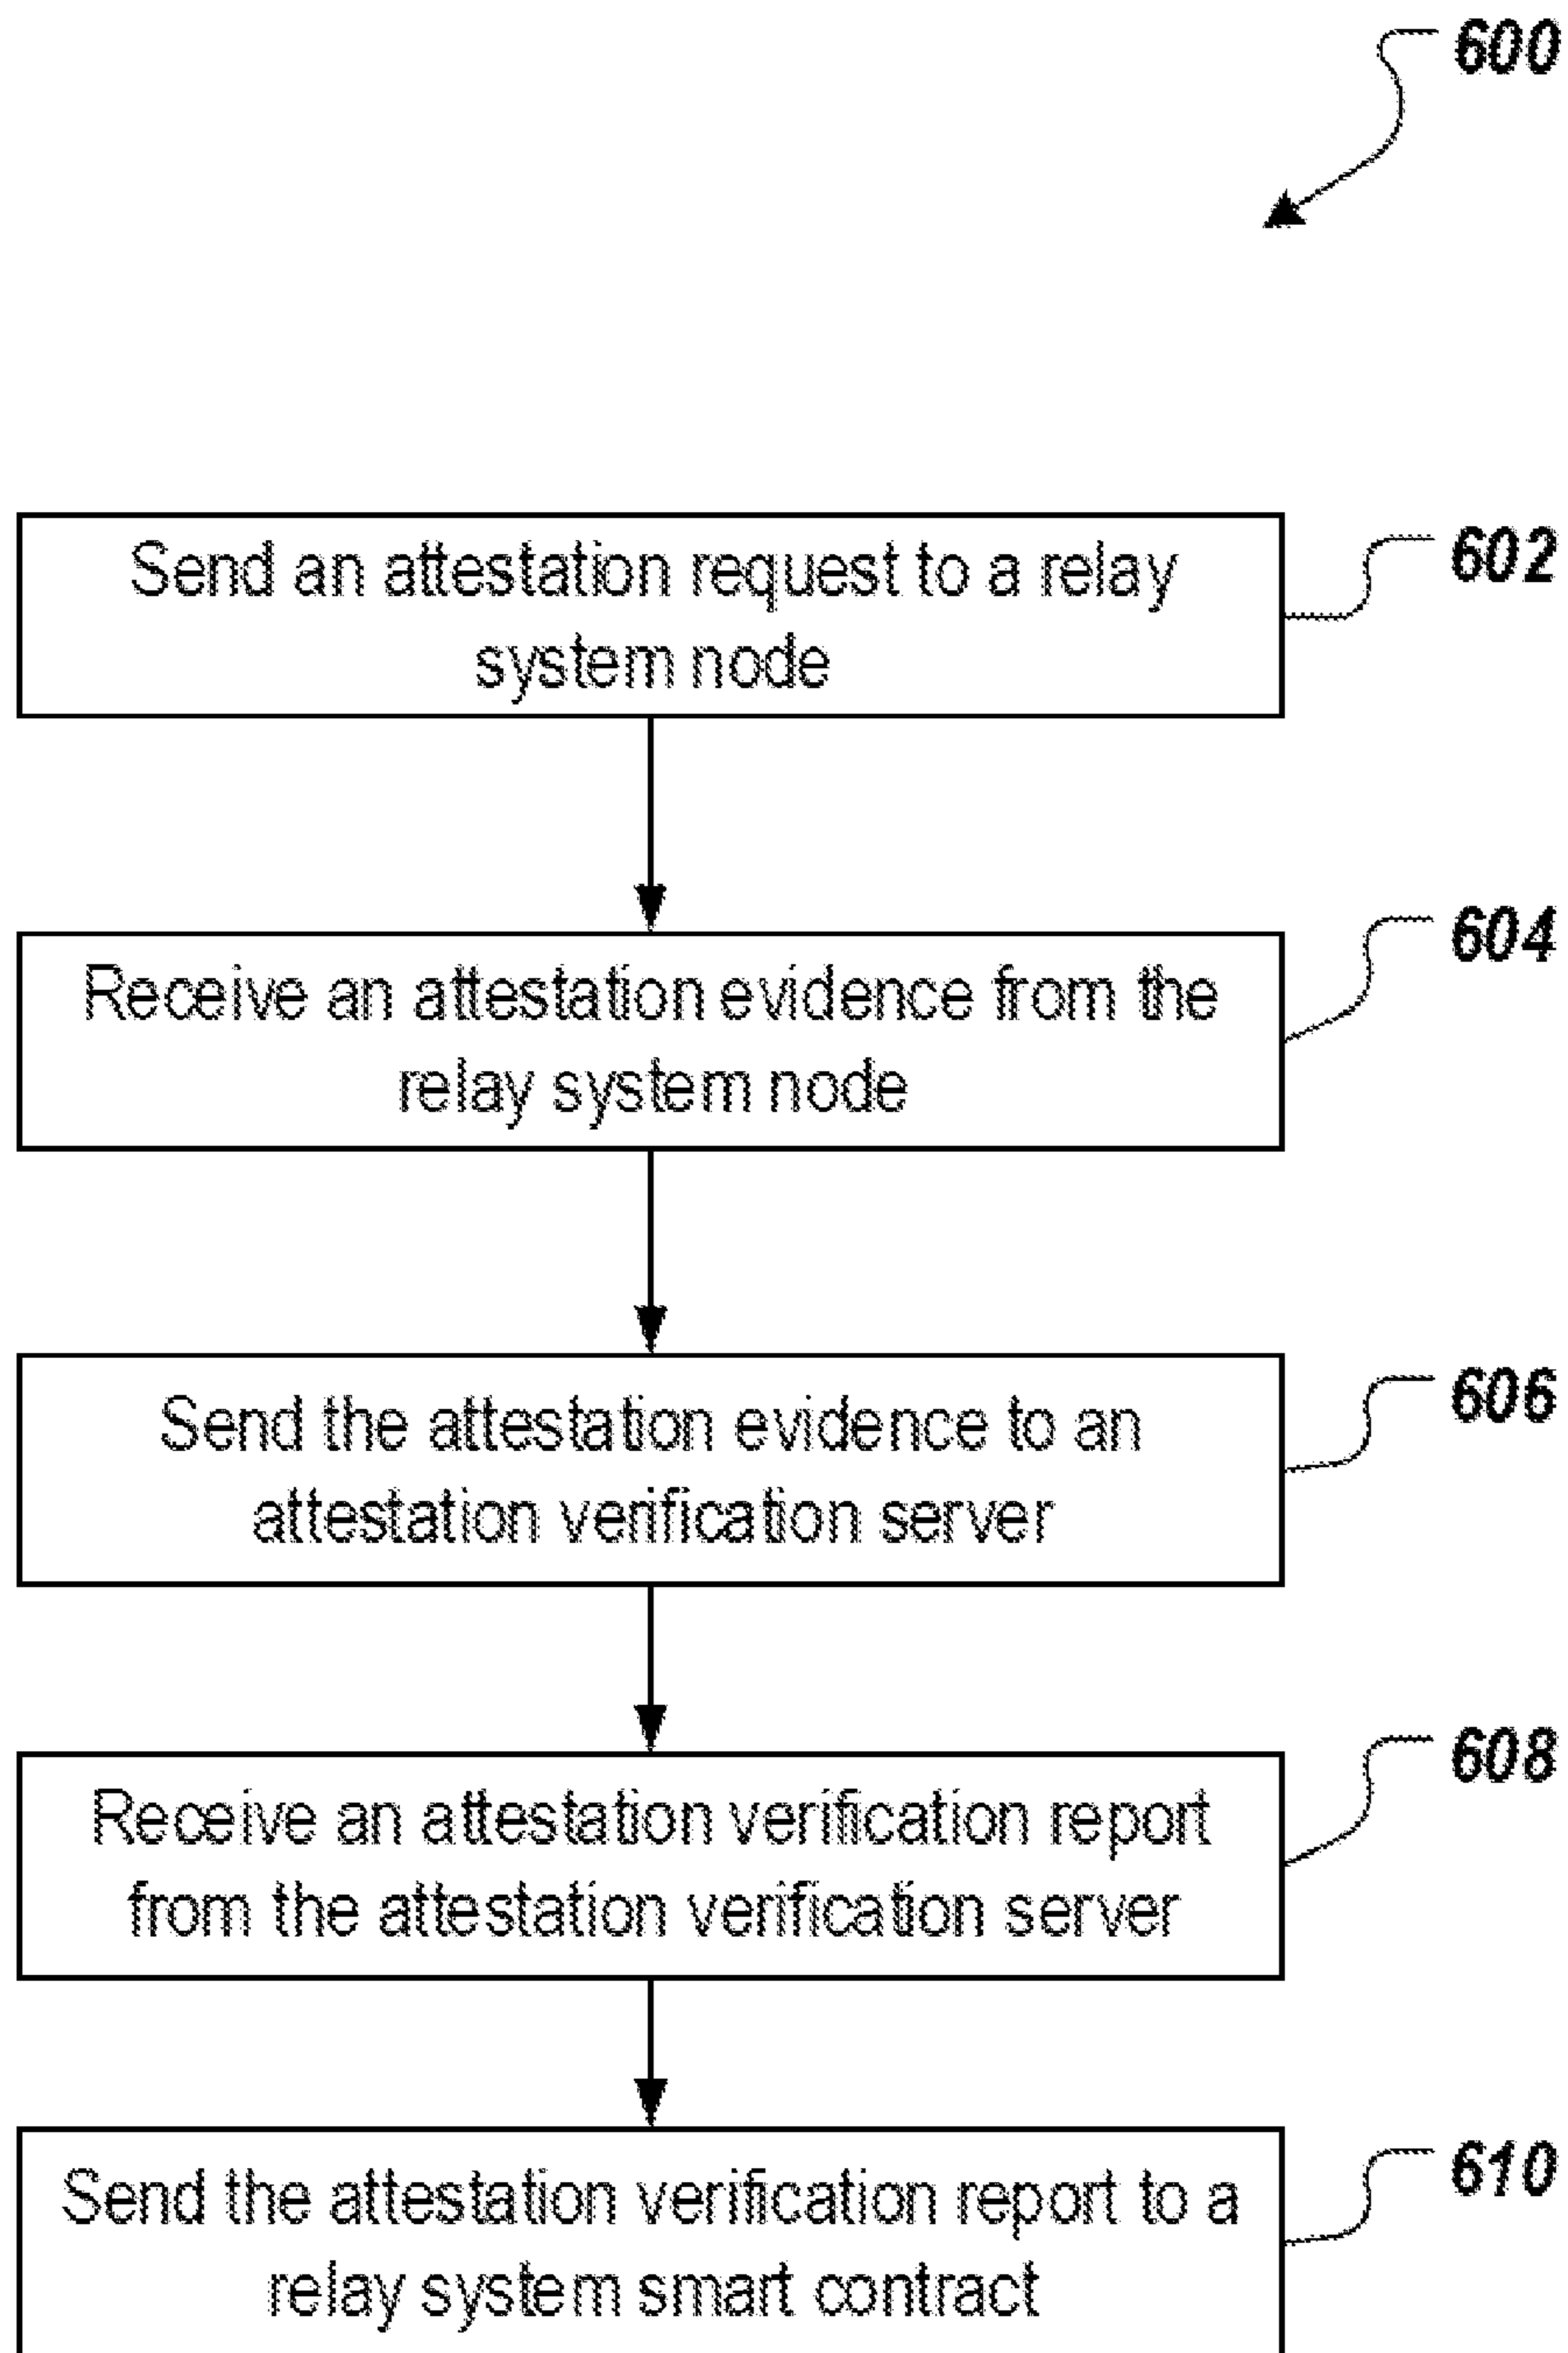 600
Send an attestation request to a relay
system node
602
Receive an attestation evidence from the
relay system node
604
Send the attestation evidence to an
attestation verification server
606
Receive an attestation verification report
from the attestation verification server
608
Send the attestation verification report to a
relay system smart contract
610